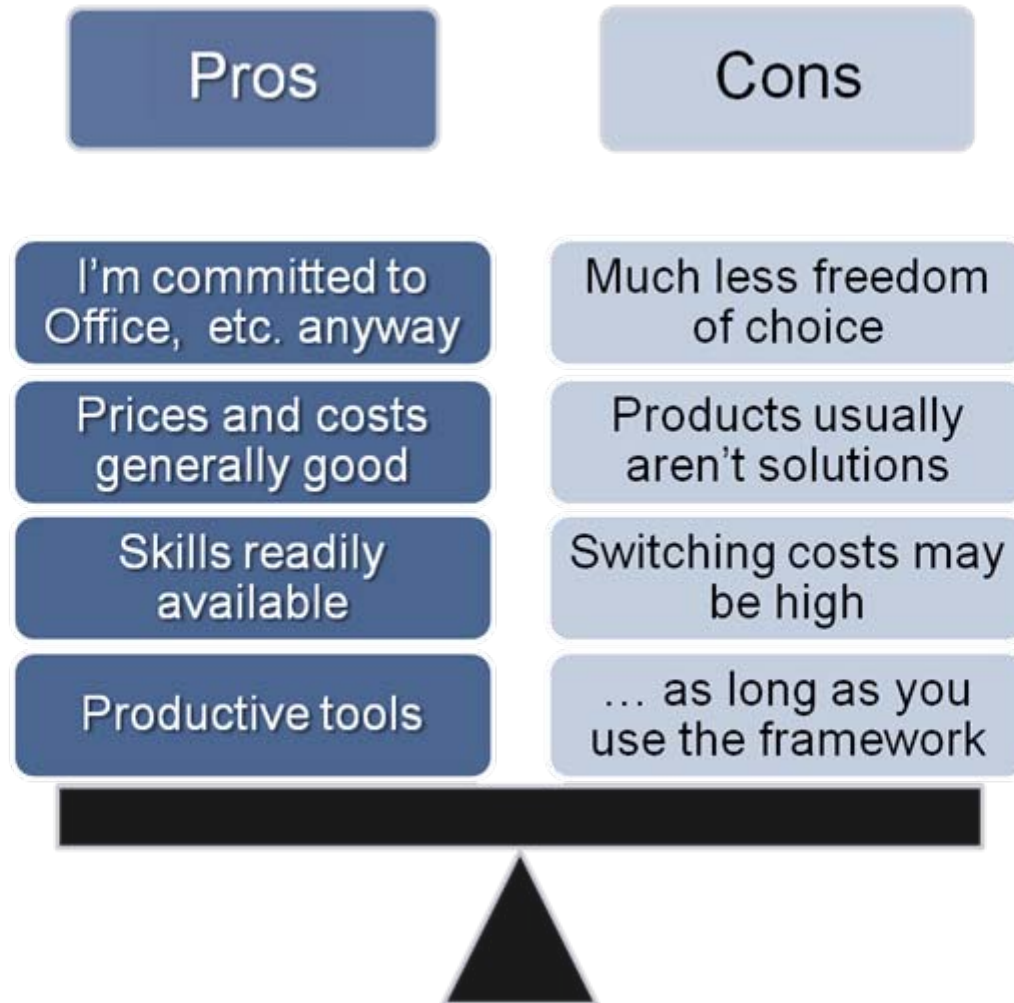 Pros
Cons
I'm committed to
Office, etc. anyway
Prices and costs
generally good
Skills readily
available
Productive tools
Much less freedom
of choice
Products usually
aren't solutions
Switching costs may
be high
… as long as you
use the framework